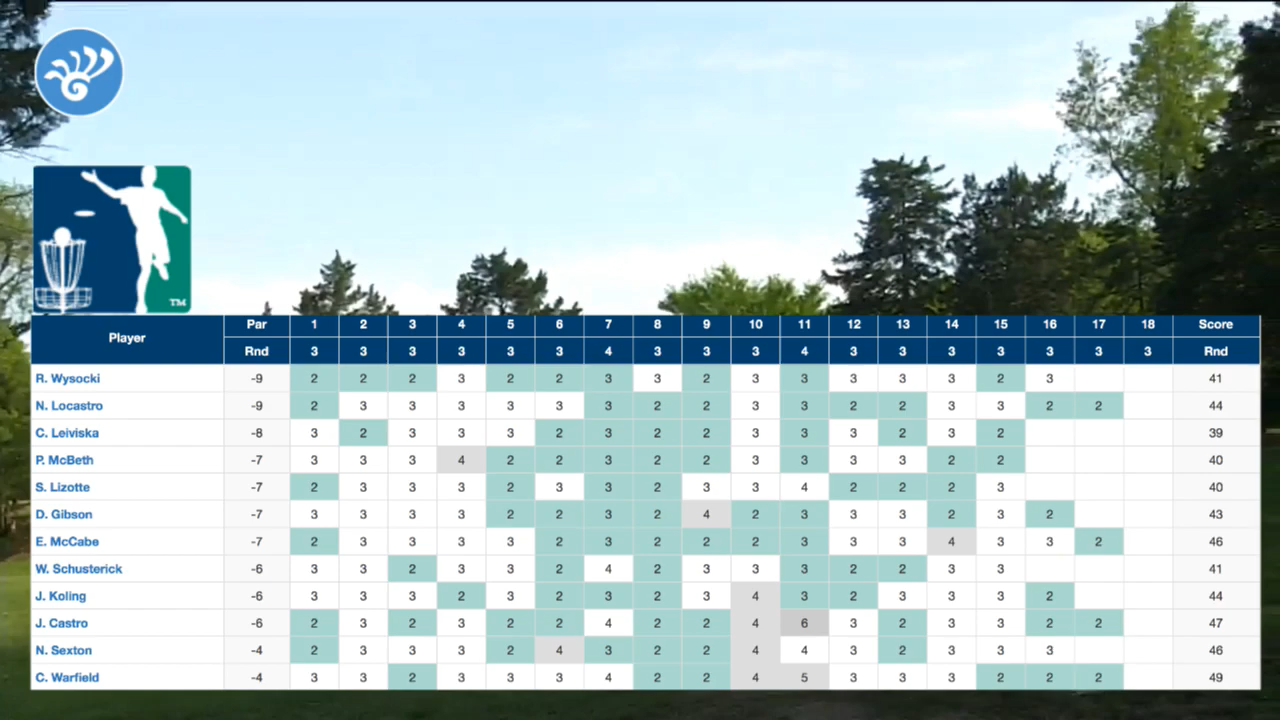 TM
Player Par 1 2 3 4 5 6 7 8 9 10 11 12 13 14 15 16 17 18 Score
Rnd 3 3 3 3 3 3 4 3 3 3 4 3 3 3 3 3 3 3 Rnd
R. Wysocki -9 2 2 2 3 2 2 3 3 2 3 3 3 3 3 2 3 41
N. Locastro -9 2 3 3 3 3 3 3 2 2 3 3 2 2 3 3 2 2 44
C. Leiviska -8 3 2 3 3 3 2 3 2 2 3 3 3 2 3 2 39
P. McBeth -7 3 3 3 4 2 2 3 2 2 3 3 3 3 2 2 40
S. Lizotte -7 2 3 3 3 2 3 3 2 3 3 4 2 2 2 3 40
D. Gibson -7 3 3 3 3 2 2 3 2 4 2 3 3 3 2 3 2 43
E. McCabe -7 2 3 3 3 3 2 3 2 2 2 3 3 3 4 3 3 2 46
W. Schusterick -6 3 3 2 3 3 2 4 2 3 3 3 2 2 3 3 41
J. Koling -6 3 3 3 2 3 2 3 2 3 4 3 2 3 3 3 2 44
J. Castro -6 2 3 2 3 2 2 4 2 2 4 6 3 2 3 3 2 2 47
N. Sexton -4 2 3 3 3 2 4 3 2 2 4 4 3 2 3 3 3 46
C. Warfield -4 3 3 2 3 3 3 4 2 2 4 5 3 3 3 2 2 2 49